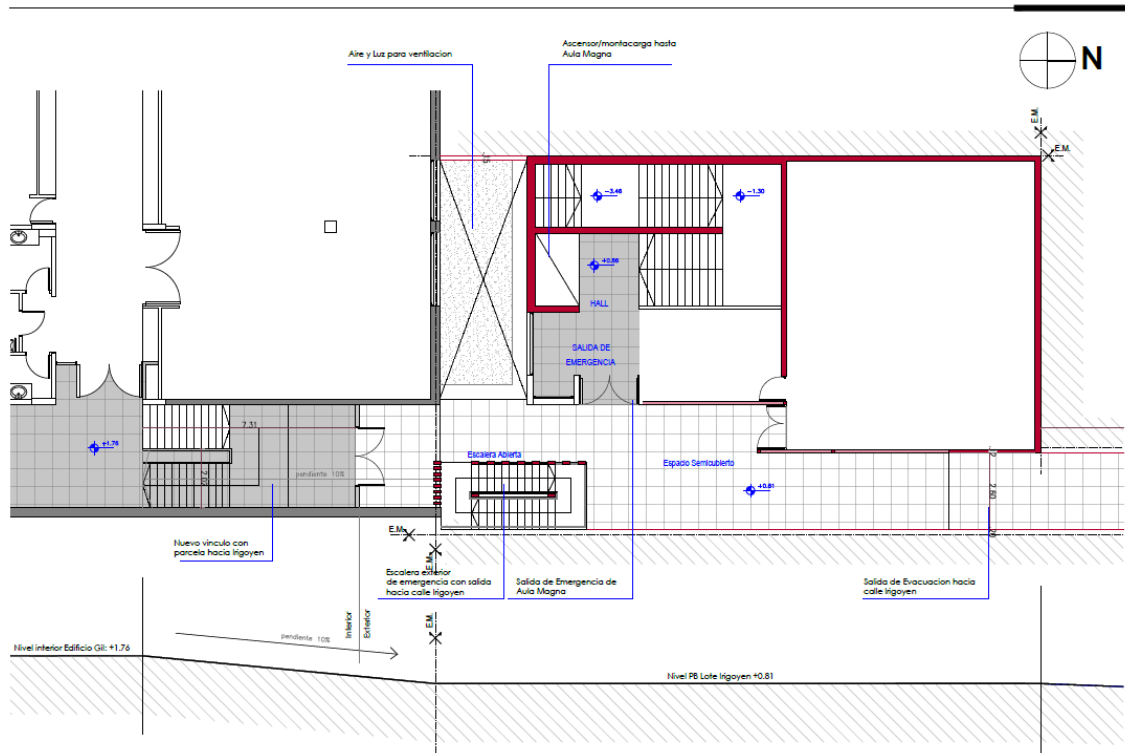 Ascensor/montacarga hasta
Aula Magna
Aire y Luz para ventilacion
N
E.M.
E.M.
.15
-3.46
-1.30
+0.86
HALL
SALIDA DE
EMERGENCIA
7.31
+1.76
2.02
pendiente 10%
Escalera Abierta
Espacio Semicubierto
+0.81
2.60
.20
E.M.
E.M.
Nuevo vinculo con
parcela hacia Irigoyen
Escalera exterior
de emergencia con salida
hacia calle Irigoyen
Salida de Emergencia de
Aula Magna
Salida de Evacuacion hacia
calle Irigoyen
E.M.
Interior
Exterior
pendiente 10%
Nivel interior Edificio Gil: +1.76
Nivel PB Lote Irigoyen +0.81